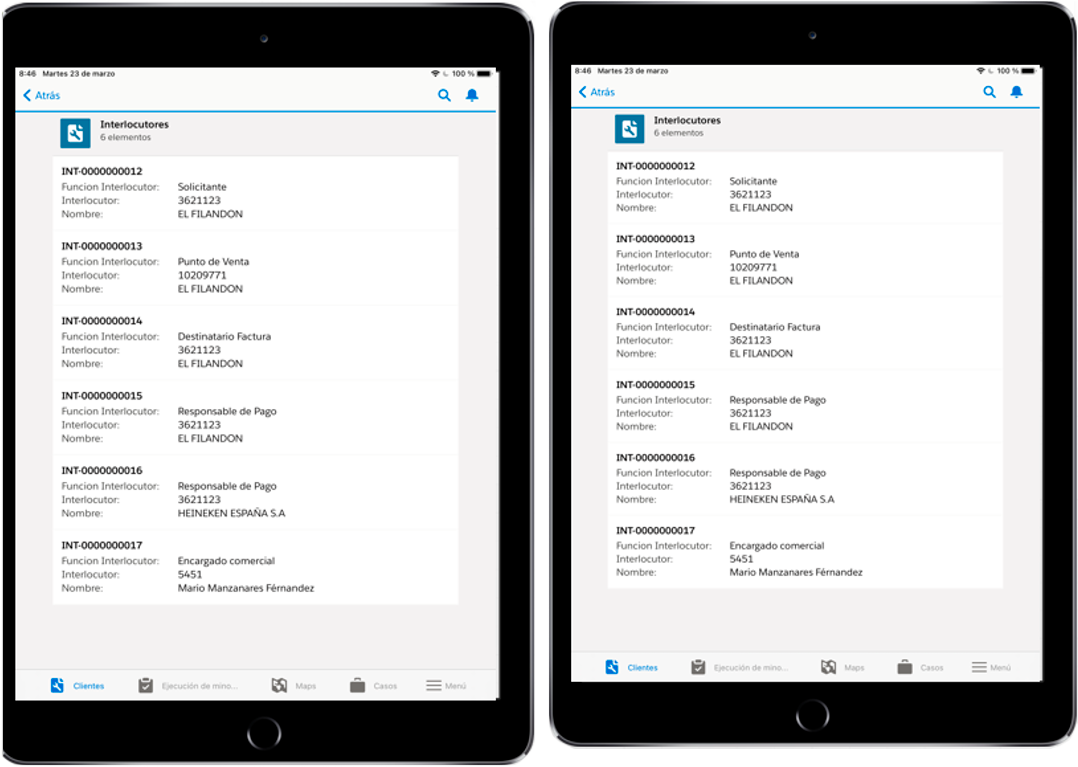 8:46 Martes 23 de marzo 100 %
Atrás
Interlocutores
6 elementos
INT-0000000012
Funcion Interlocutor: Solicitante
Interlocutor: 3621123
Nombre: EL FILANDON
INT-0000000013
Funcion Interlocutor: Punto de Venta
Interlocutor: 10209771
Nombre: EL FILANDON
INT-0000000014
Funcion Interlocutor: Destinatario Factura
Interlocutor: 3621123
Nombre: EL FILANDON
INT-0000000015
Funcion Interlocutor: Responsable de Pago
Interlocutor: 3621123
Nombre: EL FILANDON
INT-0000000016
Funcion Interlocutor: Responsable de Pago
Interlocutor: 3621123
Nombre: HEINEKEN ESPAÑA S.A
INT-0000000017
Funcion Interlocutor: Encargado comercial
Interlocutor: 5451
Nombre: Mario Manzanares Férnandez
Clientes Ejecución de mino... Maps Casos Menú
8:46 Martes 23 de marzo 100 %
Atrás
Interlocutores
6 elementos
INT-0000000012
Funcion Interlocutor: Solicitante
Interlocutor: 3621123
Nombre: EL FILANDON
INT-0000000013
Funcion Interlocutor: Punto de Venta
Interlocutor: 10209771
Nombre: EL FILANDON
INT-0000000014
Funcion Interlocutor: Destinatario Factura
Interlocutor: 3621123
Nombre: EL FILANDON
INT-0000000015
Funcion Interlocutor: Responsable de Pago
Interlocutor: 3621123
Nombre: EL FILANDON
INT-0000000016
Funcion Interlocutor: Responsable de Pago
Interlocutor: 3621123
Nombre: HEINEKEN ESPAÑA S.A
INT-0000000017
Funcion Interlocutor: Encargado comercial
Interlocutor: 5451
Nombre: Mario Manzanares Férnandez
Clientes Ejecución de mino... Maps Casos Menú